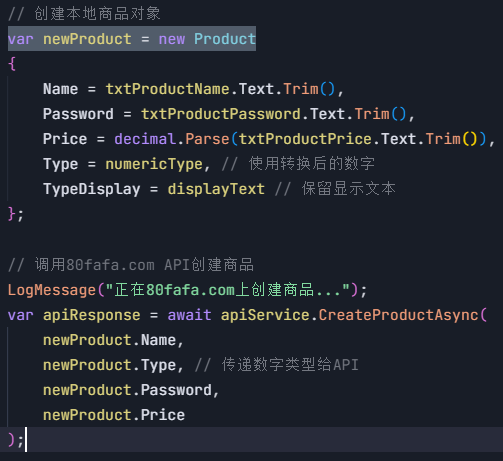 // 创建本地商品对象
var newProduct = new Product
{
Name = txtProductName.Text.Trim(),
Password = txtProductPassword.Text.Trim(),
Price = decimal.Parse(txtProductPrice.Text.Trim()),
Type = numericType, // 使用转换后的数字
TypeDisplay = displayText // 保留显示文本
};
// 调用80fafa.com API创建商品
LogMessage("正在80fafa.com上创建商品...");
var apiResponse = await apiService.CreateProductAsync(
newProduct.Name,
newProduct.Type, // 传递数字类型给API
newProduct.Password,
newProduct.Price
);